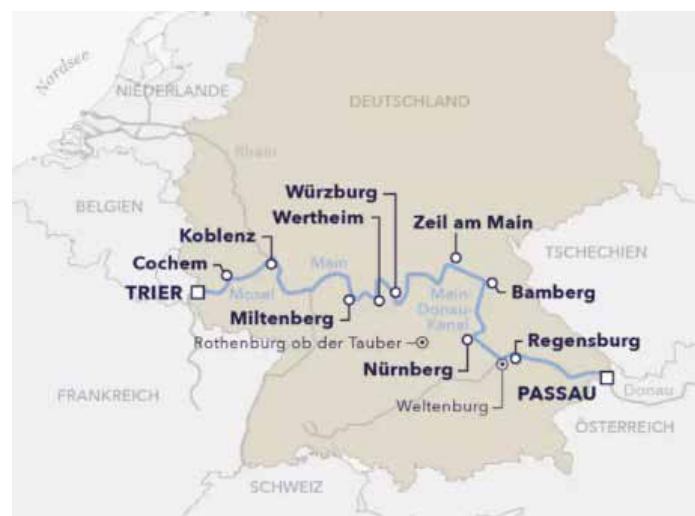 Nordsee
NIEDERLANDE
DEUTSCHLAND
Rhein
BELGIEN
Würzburg
Wertheim
Zeil am Main
Koblenz
TSCHECHIEN
Cochem
Main
TRIER
Mosel
Main-
Donau-
Kanal
Bamberg
Miltenberg
Rothenburg ob der Tauber
Regensburg
Nürnberg
FRANKREICH
PASSAU
Donau
Weltenburg
ÖSTERREICH
SCHWEIZ